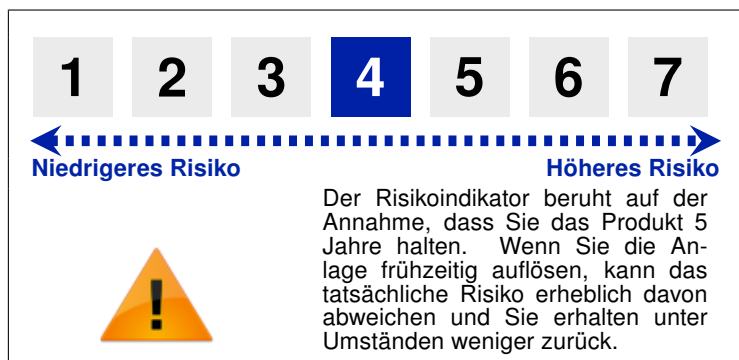 1 2 3 4 5 6 7
Niedrigeres Risiko Höheres Risiko
Der Risikoindikator beruht auf der
Annahme, dass Sie das Produkt 5
Jahre halten. Wenn Sie die An-
lage frühzeitig auflösen, kann das
tatsächliche Risiko erheblich davon
abweichen und Sie erhalten unter
Umständen weniger zurück.
!